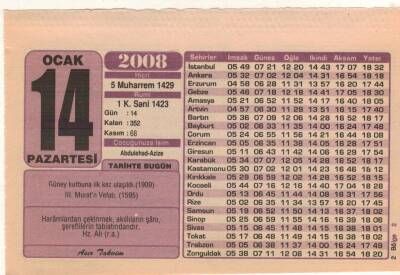 OCAK
14
PAZARTESİ
2008
Hicri
5 Muharrem 1429
Rumi
1 K. Sani 1423
Gün : 14
Kalan : 352
Kasım : 68
Çocuğunuza İsim
Abdulehad-Azize
TARİHTE BUGÜN
Güney kutbuna ilk kez ulaşıldı.(1909)
III. Murat'ın Vefatı. (1595)
Harâmlardan çekinmek, akıllıların şânı,
şereflilerin tabiatındandır.
Hz. Ali (r.a.)
Asır Takvim
Şehirler İmsak Güneş Öğle İkindi Akşam Yatsı
İstanbul 05 49 07 21 12 20 14 43 17 07 18 32
Ankara 05 32 07 02 12 04 14 31 16 54 18 18
Erzurum 04 58 06 28 11 31 13 57 16 20 17 44
Gebze 05 46 07 18 12 18 14 41 17 05 18 30
Amasya 05 21 06 52 11 52 14 17 16 40 18 05
Artvin 04 57 06 30 11 28 13 51 16 15 17 40
Bartın 05 36 07 09 12 06 14 28 16 52 18 17
Bayburt 05 02 06 33 11 35 14 00 16 24 17 48
Çorum 05 24 06 55 11 56 14 21 16 44 18 08
Erzincan 05 05 06 35 11 38 14 05 16 28 17 51
Giresun 05 11 06 43 11 42 14 06 16 29 17 54
Karabük 05 34 07 07 12 05 14 28 16 52 18 17
Kastamonu 05 30 07 02 12 01 14 23 16 46 18 12
Kırıkkale 05 29 06 59 12 02 14 28 16 52 18 15
Kocaeli 05 44 07 16 12 16 14 40 17 04 18 28
Ordu 05 13 06 45 11 44 14 08 16 31 17 56
Rize 05 02 06 35 11 34 13 57 16 20 17 45
Samsun 05 19 06 52 11 50 14 13 16 37 18 02
Sinop 05 25 06 59 11 55 14 16 16 39 18 06
Sivas 05 15 06 45 11 48 14 15 16 38 18 01
Tokat 05 17 06 48 11 49 14 16 16 38 18 02
Trabzon 05 05 06 38 11 37 14 00 16 24 17 49
Zonguldak 05 38 07 11 12 08 14 31 16 54 18 20
2. Bölge 2